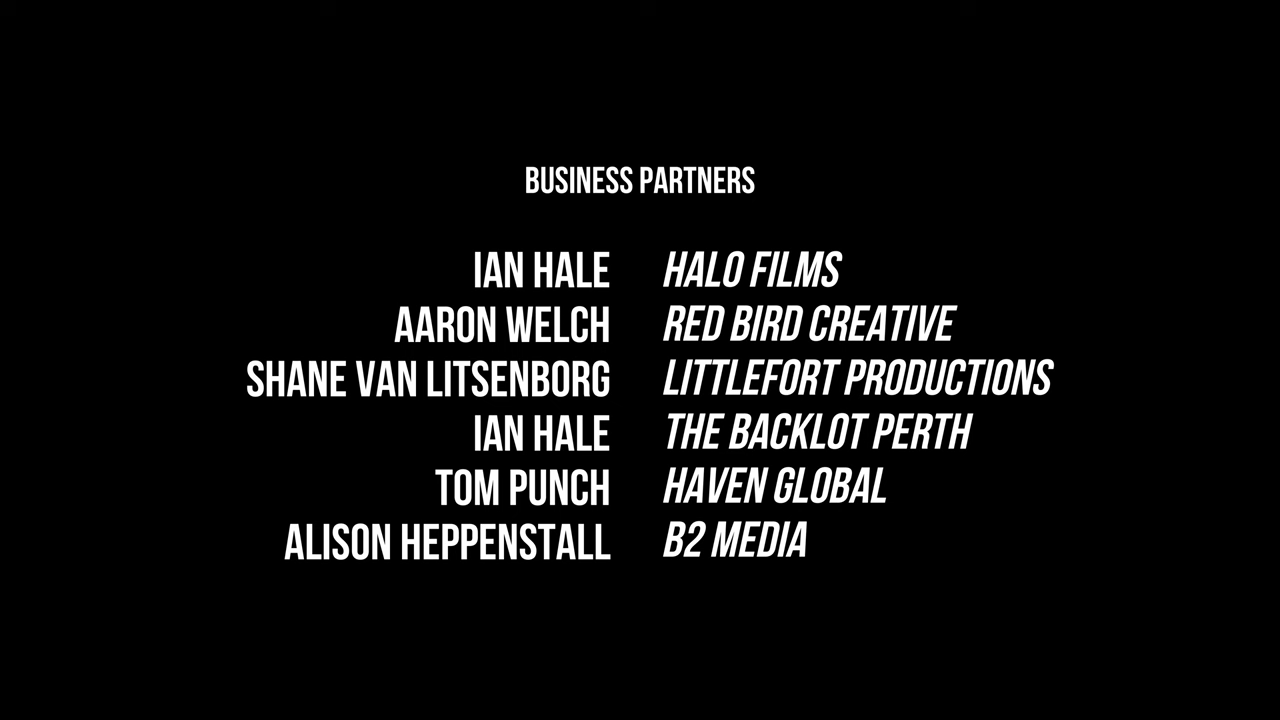 BUSINESS PARTNERS
IAN HALE HALO FILMS
AARON WELCH RED BIRD CREATIVE
SHANE VAN LITSENBORG LITTLEFORT PRODUCTIONS
IAN HALE THE BACKLOT PERTH
TOM PUNCH HAVEN GLOBAL
ALISON HEPPENSTALL B2 MEDIA